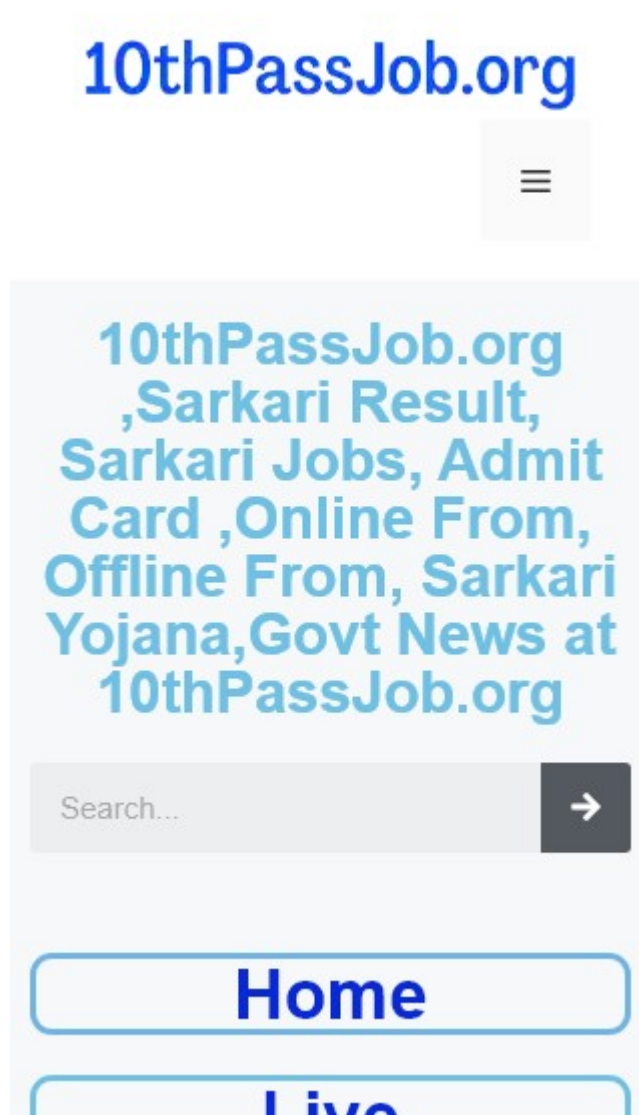 10thPassJob.org
10thPassJob.org
,Sarkari Result,
Sarkari Jobs, Admit
Card ,Online From,
Offline From, Sarkari
Yojana,Govt News at
10thPassJob.org
Search...
Home
Live